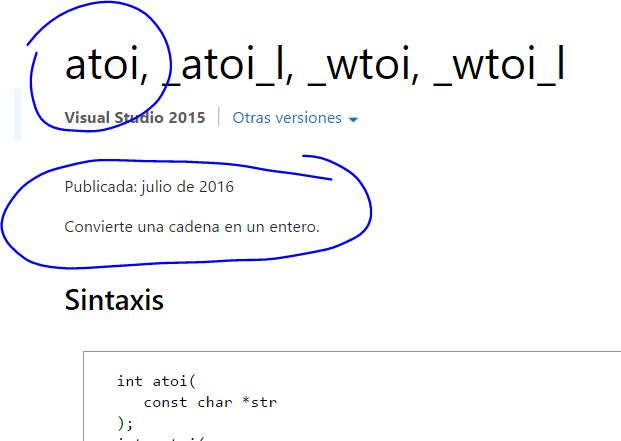 atoi, _atoi_l, _wtoi, _wtoi_l
Visual Studio 2015 | Otras versiones
Publicada: julio de 2016
Convierte una cadena en un entero.
Sintaxis
int atoi(
const char *str
);